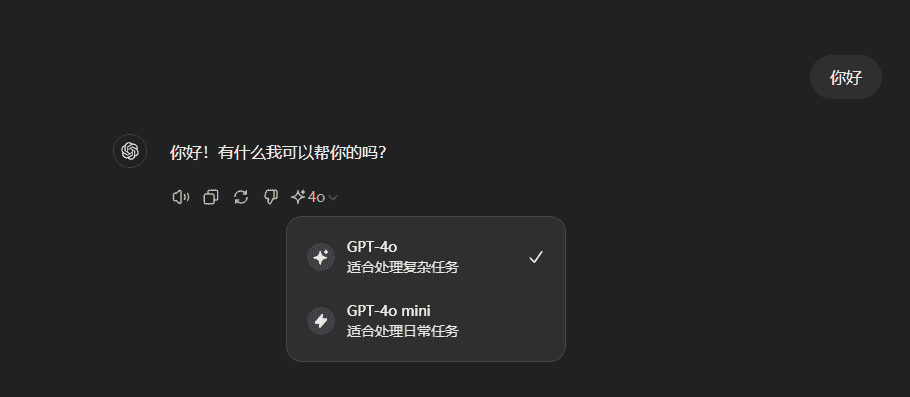 你好
你好！有什么我可以帮你的吗？
4o
GPT-4o
适合处理复杂任务
GPT-4o mini
适合处理日常任务